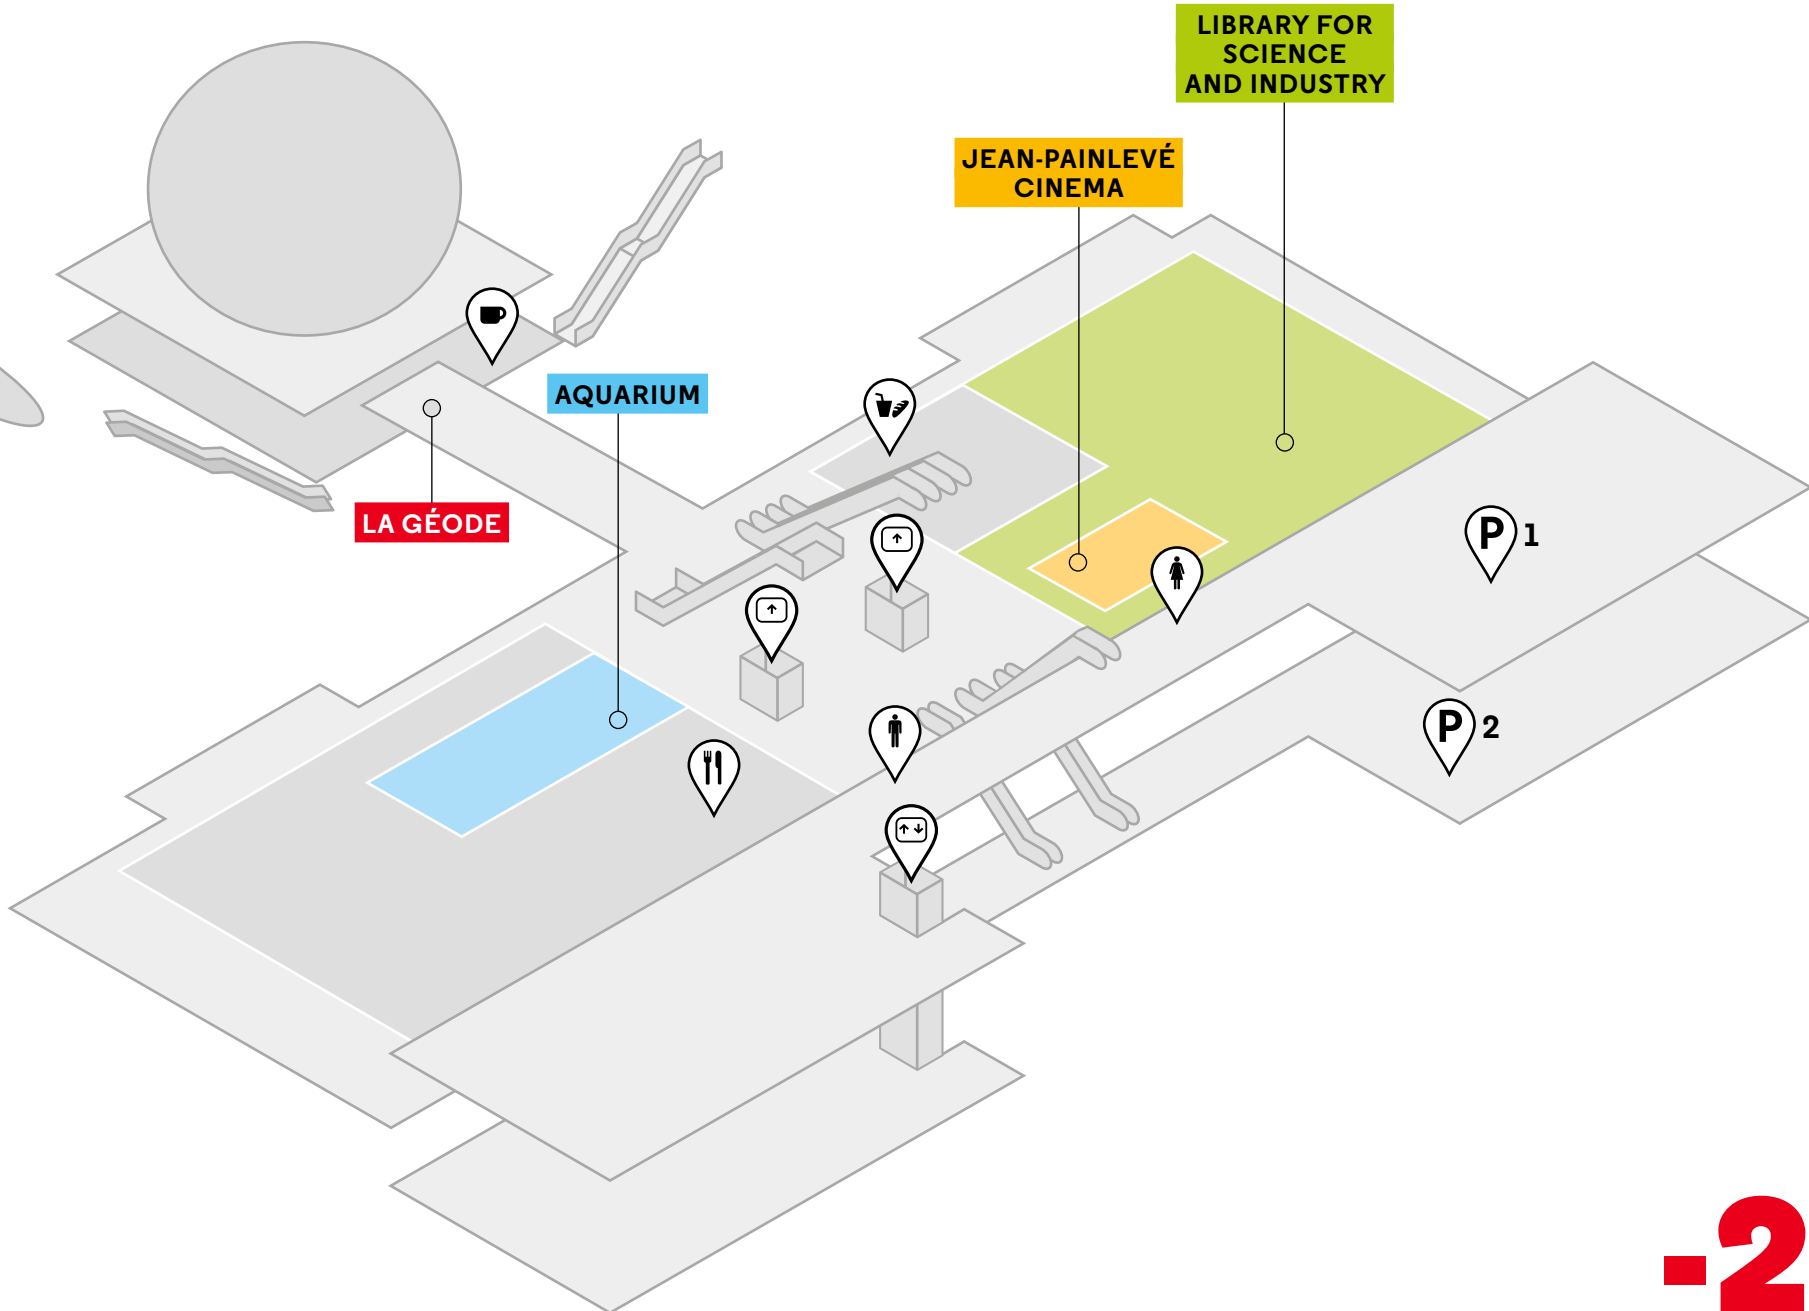 LIBRARY FOR
SCIENCE
AND INDUSTRY
JEAN-PAINLEVÉ
CINEMA
AQUARIUM
LA GÉODE
P 1
P 2
-2